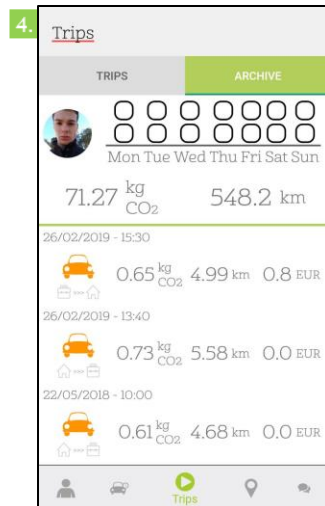 4.
Trips
TRIPS ARCHIVE
Mon Tue Wed Thu Fri Sat Sun
71.27 kg CO2 548.2 km
26/02/2019 - 15:30
0.65 kg CO2 4.99 km 0.8 EUR
26/02/2019 - 13:40
0.73 kg CO2 5.58 km 0.0 EUR
22/05/2018 - 10:00
0.61 kg CO2 4.68 km 0.0 EUR
Trips